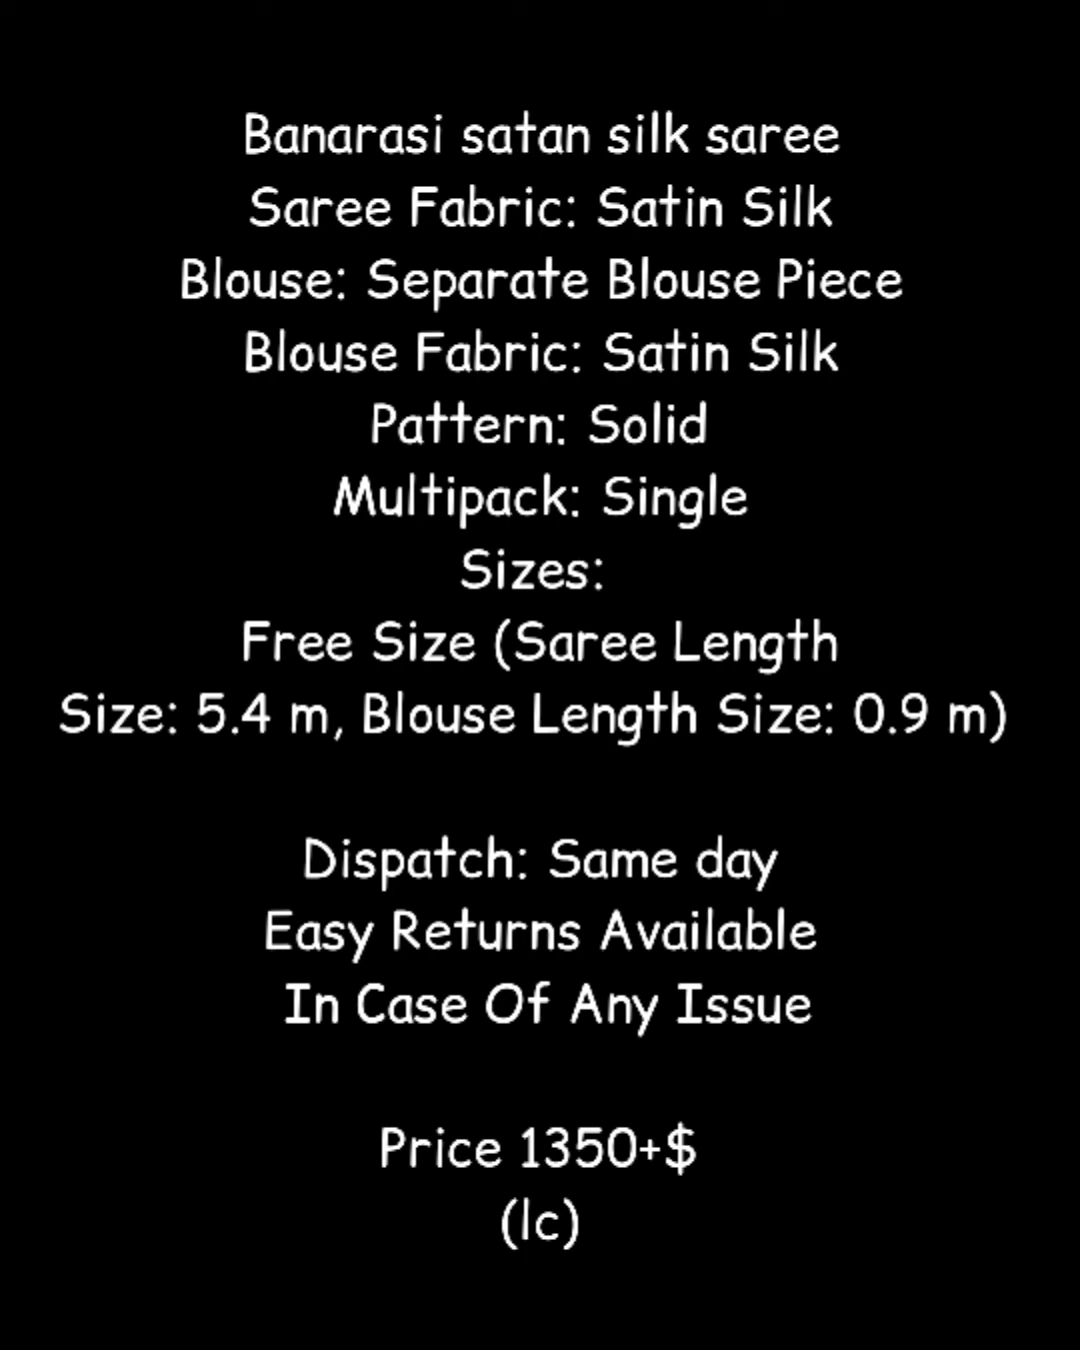 Banarasi satan silk saree
Saree Fabric: Satin Silk
Blouse: Separate Blouse Piece
Blouse Fabric: Satin Silk
Pattern: Solid
Multipack: Single
Sizes:
Free Size (Saree Length
Size: 5.4 m, Blouse Length Size: 0.9 m)
Dispatch: Same day
Easy Returns Available
In Case Of Any Issue
Price 1350+$
(lc)